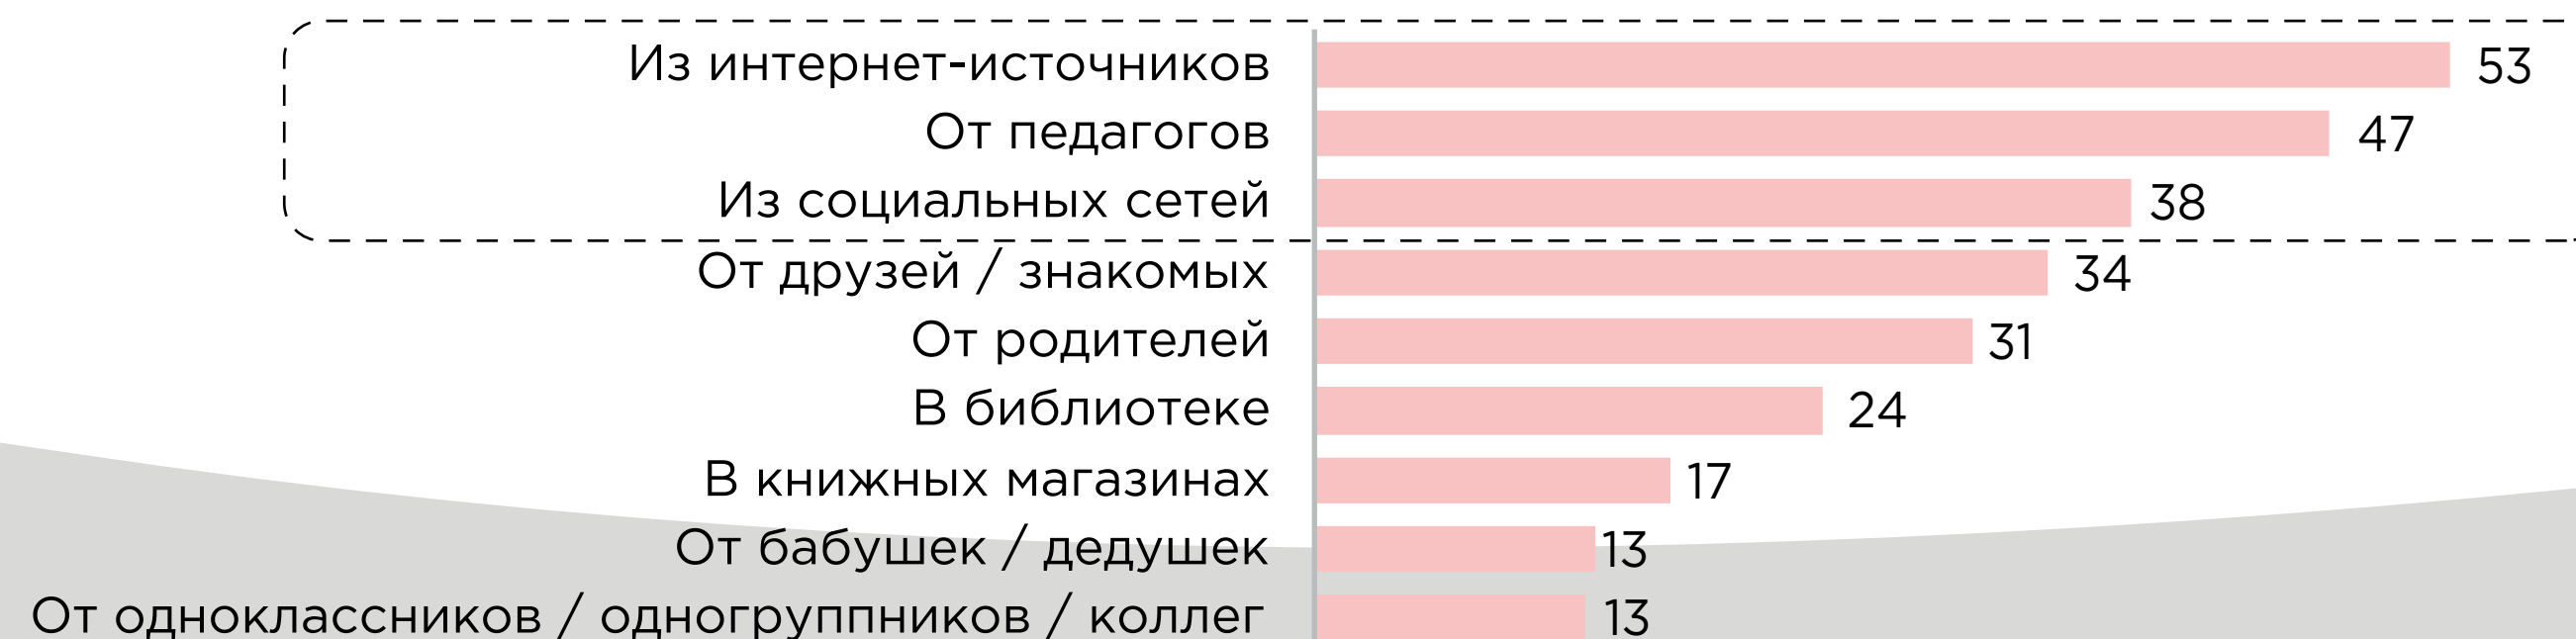 Из интернет-источников 53
От педагогов 47
Из социальных сетей 38
От друзей / знакомых 34
От родителей 31
В библиотеке 24
В книжных магазинах 17
От бабушек / дедушек 13
От одноклассников / одногруппников / коллег 13